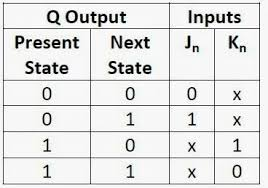 Q Output Inputs
Present State Next State Jn Kn
0 0 0 x
0 1 1 x
1 0 x 1
1 1 x 0